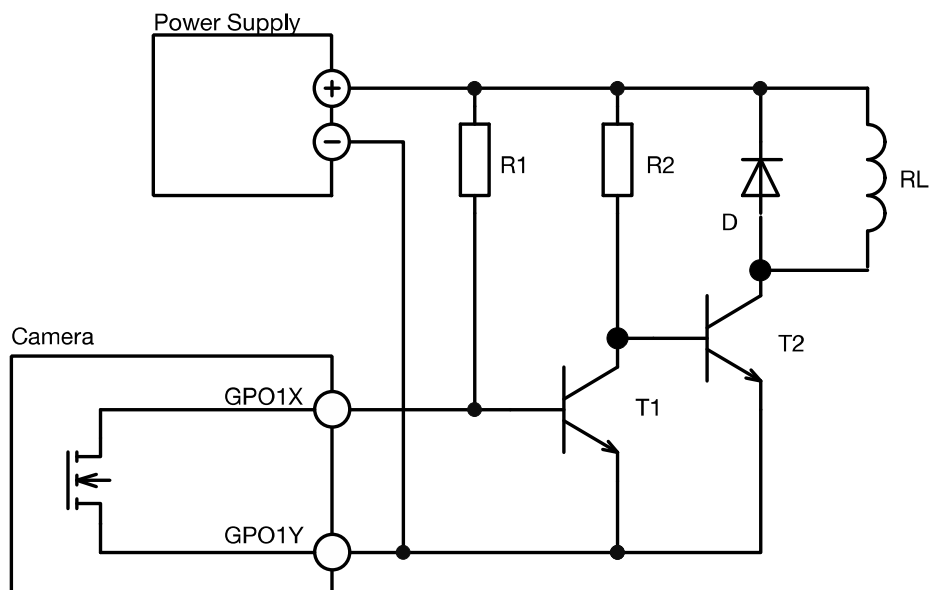 Power Supply
+
−
R1
R2
D
RL
Camera
GPO1X
T1
T2
GPO1Y